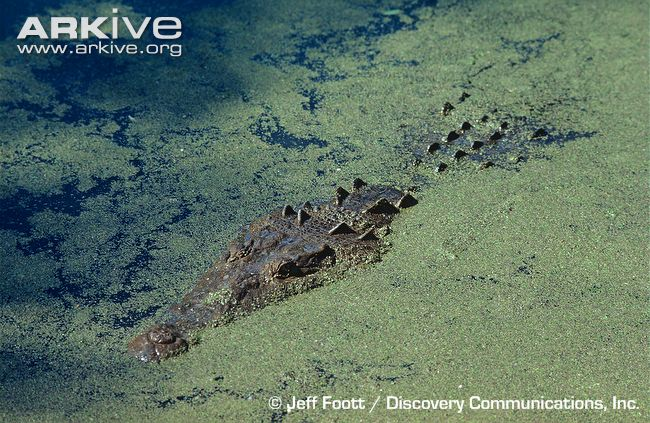 ARKive
www.arkive.org
© Jeff Foott / Discovery Communications, Inc.